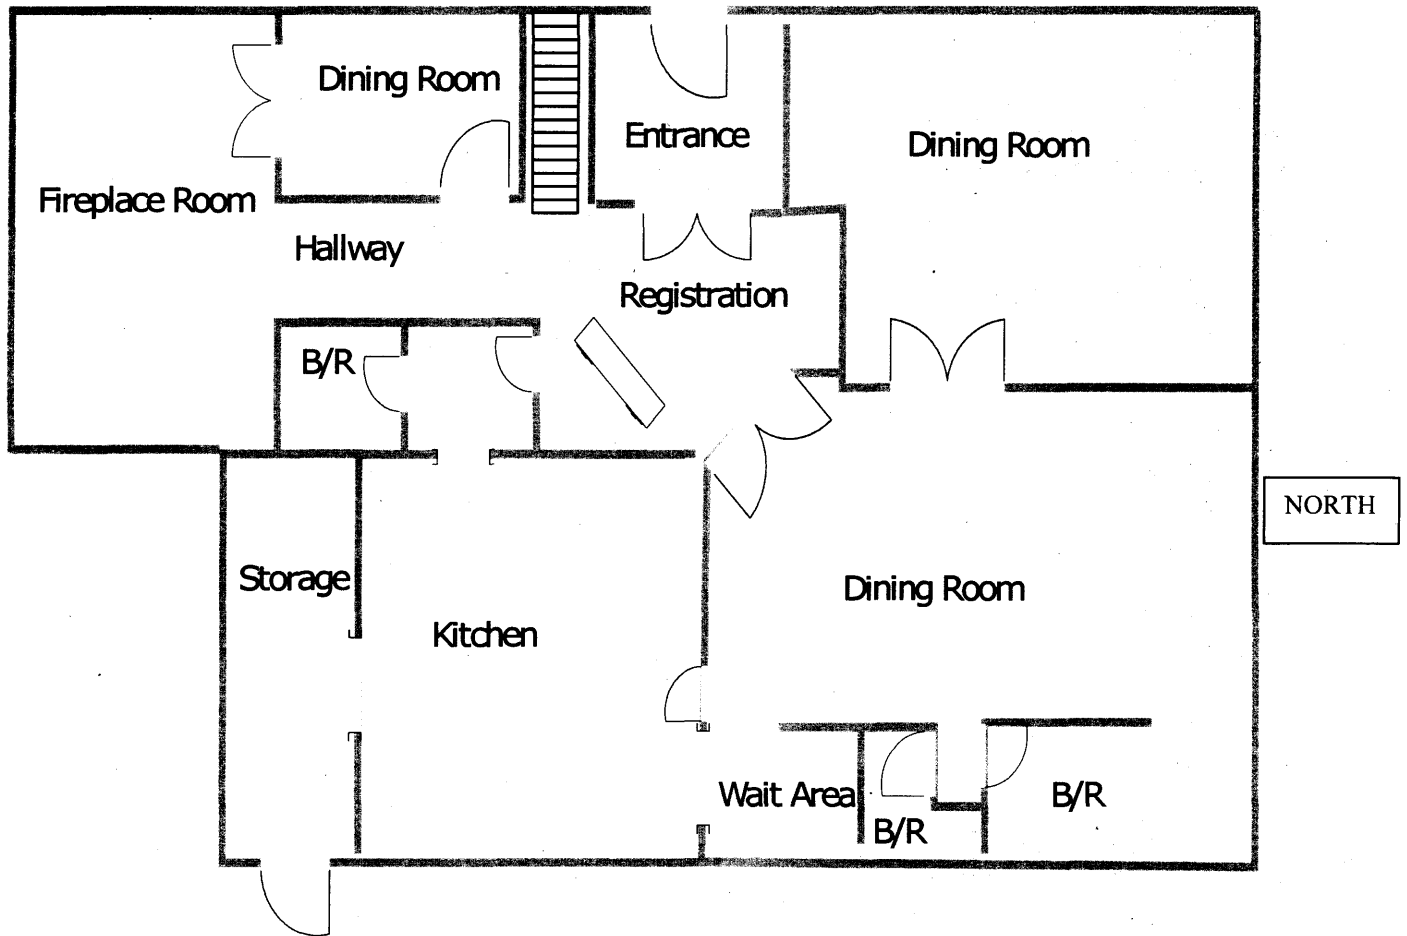 Dining Room
Entrance
Dining Room
Fireplace Room
Hallway
Registration
B/R
NORTH
Storage
Dining Room
Kitchen
Wait Area
B/R
B/R